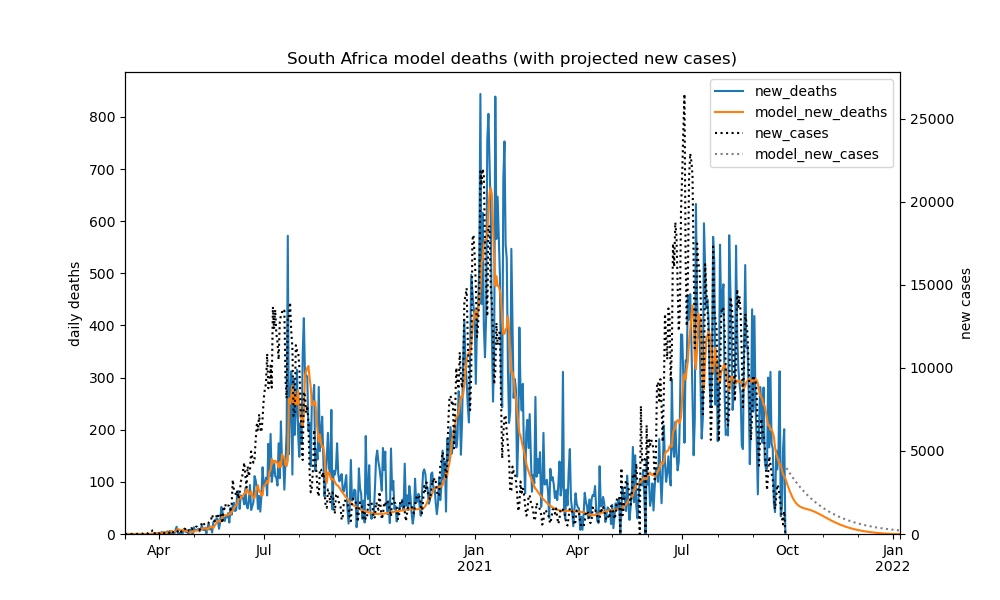 South Africa model deaths (with projected new cases)
new_deaths
model_new_deaths
new_cases
model_new_cases
daily deaths
800
700
600
500
400
300
200
100
0
25000
20000
15000
10000
5000
0
new cases
Apr Jul Oct Jan Apr Jul Oct Jan
2021 2022